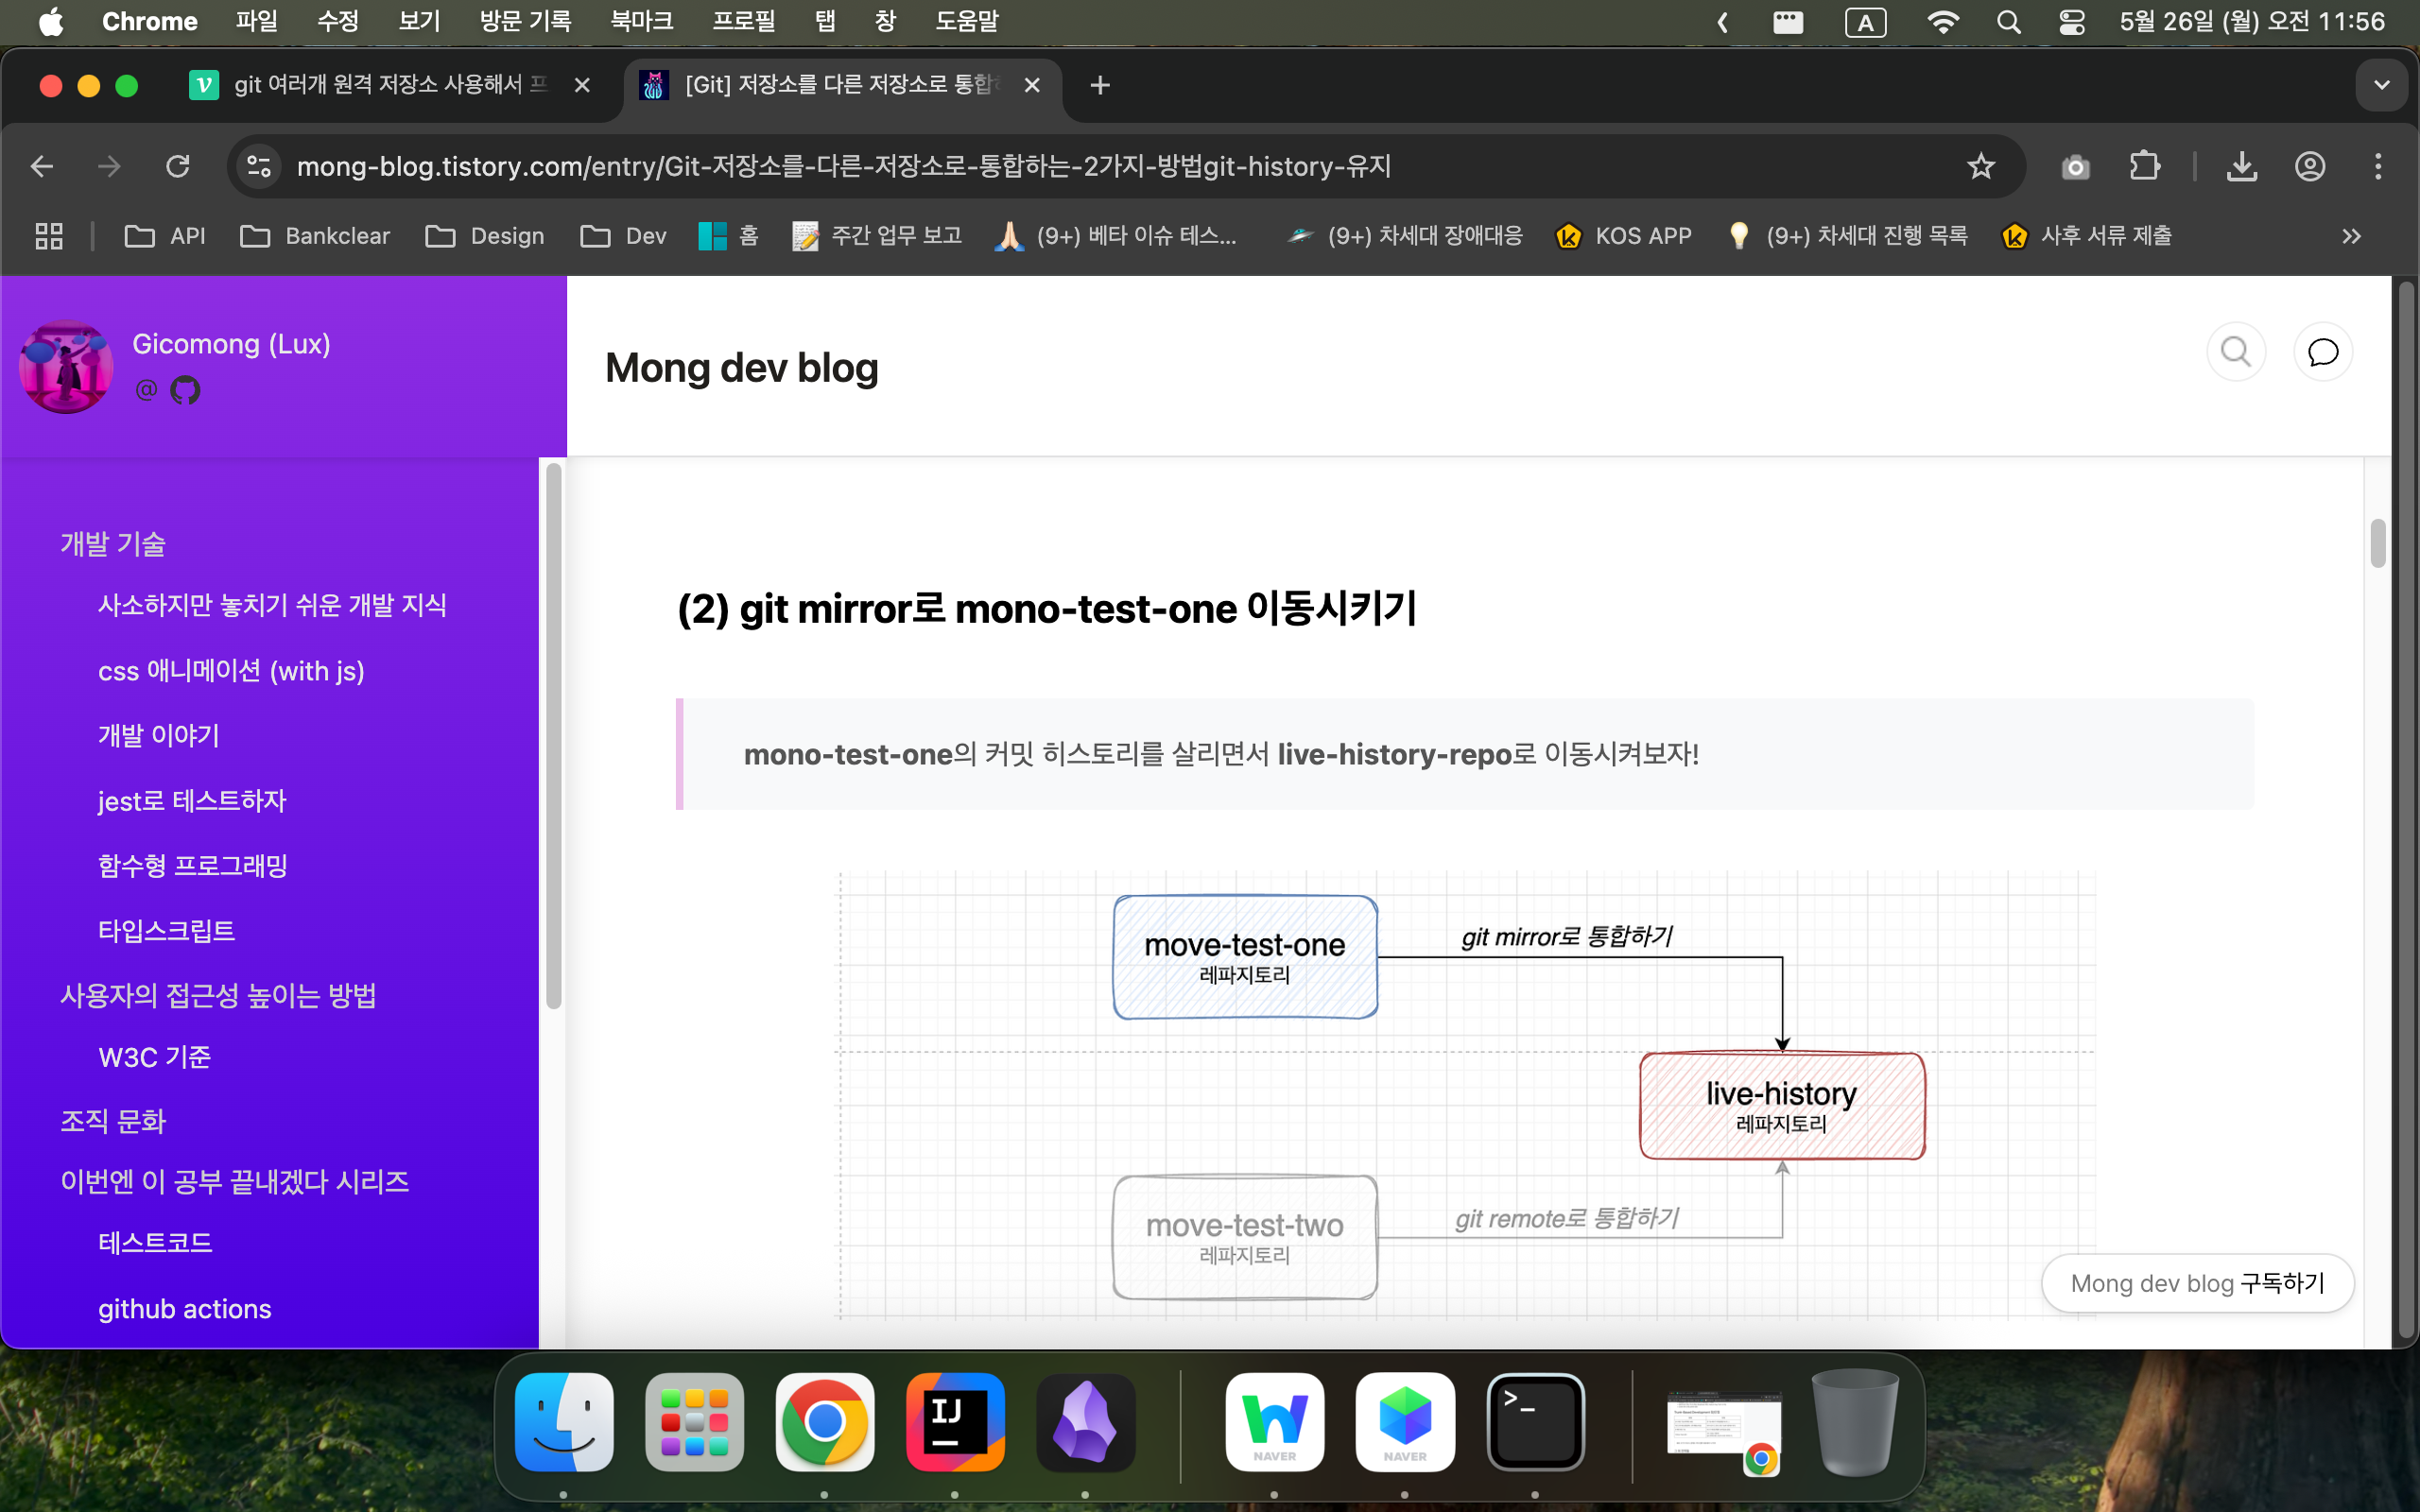 Chrome 파일 수정 보기 방문 기록 북마크 프로필 탭 창 도움말 A 5월 26일 (월) 오전 11:56
git 여러개 원격 저장소 사용해서 프
[Git] 저장소를 다른 저장소로 통합하
mong-blog.tistory.com/entry/Git-저장소를-다른-저장소로-통합하는-2가지-방법git-history-유지
API Bankclear Design Dev 홈 주간 업무 보고 (9+) 베타 이슈 테스... (9+) 차세대 장애대응 KOS APP (9+) 차세대 진행 목록 사후 서류 제출
Gicomong (Lux)
@
Mong dev blog
개발 기술
사소하지만 놓치기 쉬운 개발 지식
css 애니메이션 (with js)
개발 이야기
jest로 테스트하자
함수형 프로그래밍
타입스크립트
사용자의 접근성 높이는 방법
W3C 기준
조직 문화
이번엔 이 공부 끝내겠다 시리즈
테스트코드
github actions
(2) git mirror로 mono-test-one 이동시키기
mono-test-one의 커밋 히스토리를 살리면서 live-history-repo로 이동시켜보자!
move-test-one
레파지토리
git mirror로 통합하기
live-history
레파지토리
move-test-two
레파지토리
git remote로 통합하기
Mong dev blog 구독하기
IJ
NAVER
NAVER